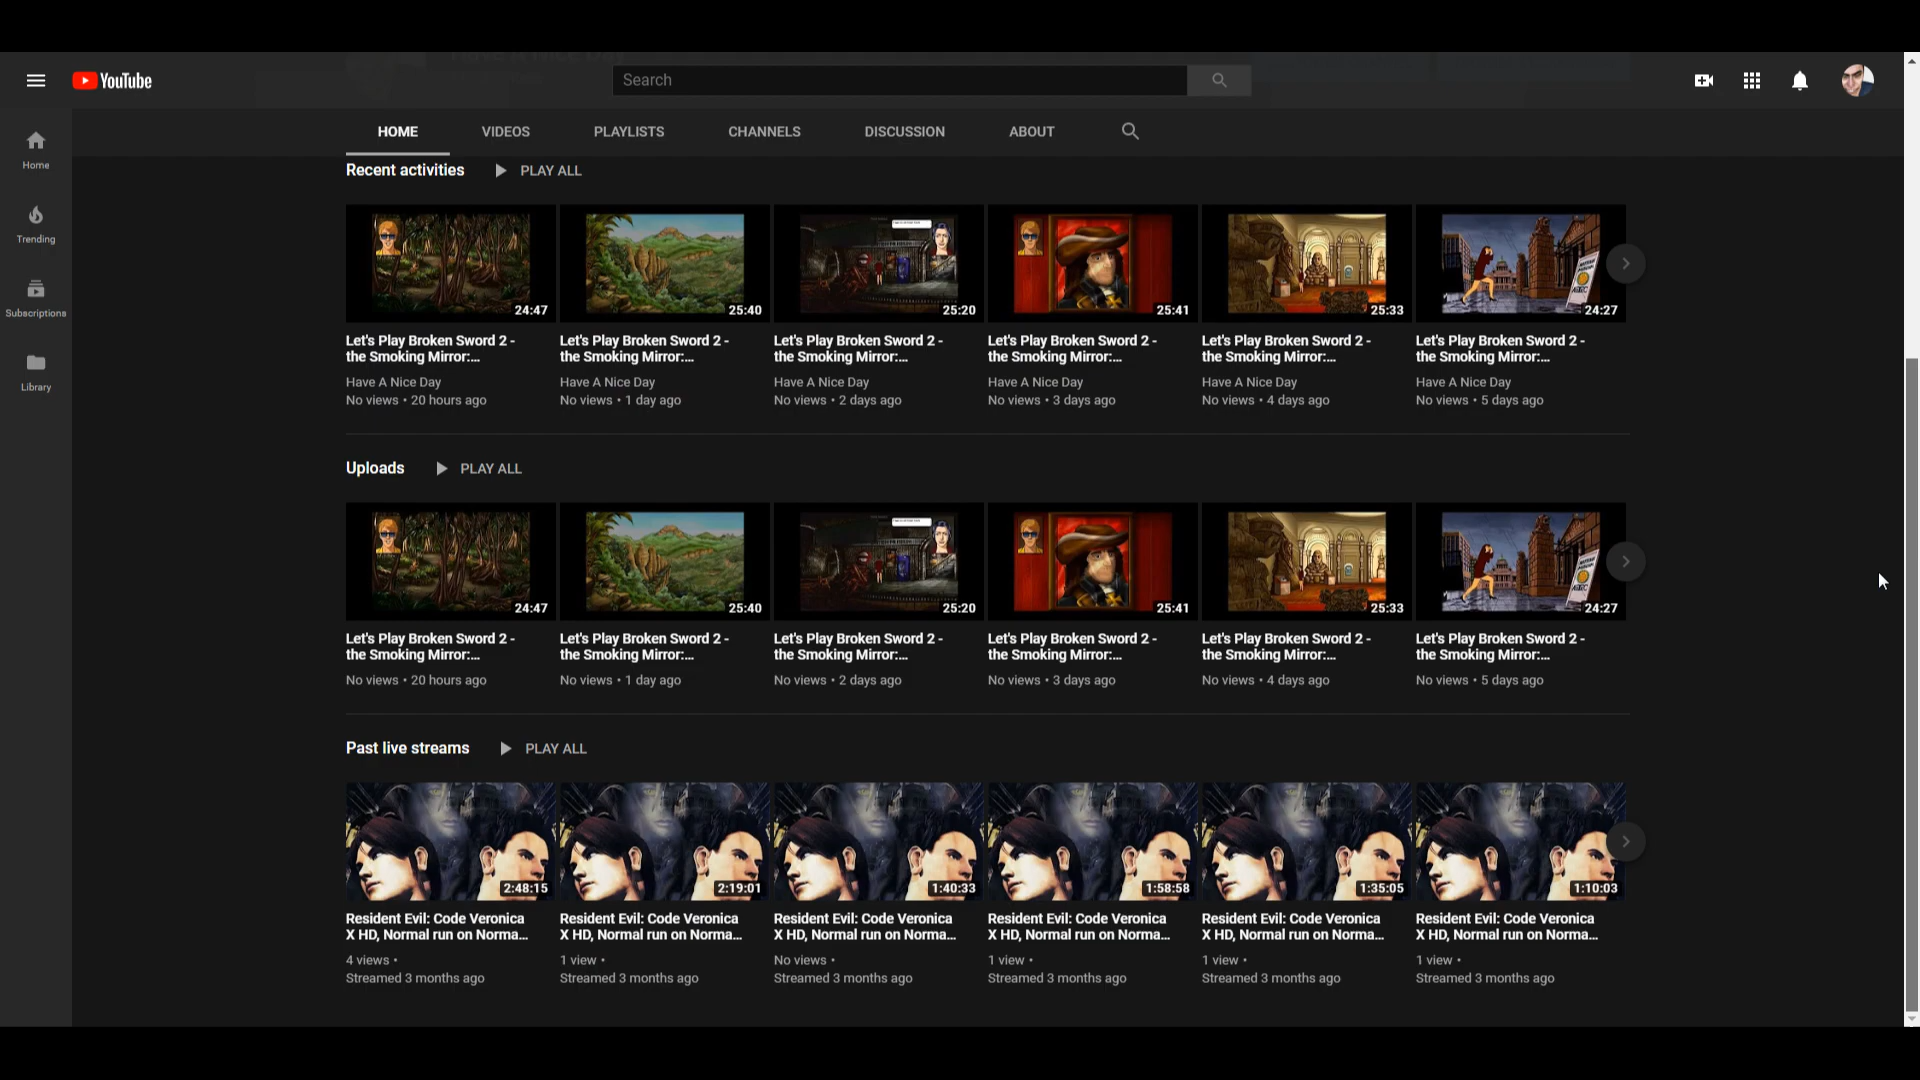 YouTube
Search
HOME VIDEOS PLAYLISTS CHANNELS DISCUSSION ABOUT
Home
Trending
Subscriptions
Library
Recent activities PLAY ALL
24:47 25:40 25:20 25:41 25:33 24:27
Let's Play Broken Sword 2 - Let's Play Broken Sword 2 - Let's Play Broken Sword 2 - Let's Play Broken Sword 2 - Let's Play Broken Sword 2 - Let's Play Broken Sword 2 -
the Smoking Mirror:... the Smoking Mirror:... the Smoking Mirror:... the Smoking Mirror:... the Smoking Mirror:... the Smoking Mirror:...
Have A Nice Day Have A Nice Day Have A Nice Day Have A Nice Day Have A Nice Day Have A Nice Day
No views • 20 hours ago No views • 1 day ago No views • 2 days ago No views • 3 days ago No views • 4 days ago No views • 5 days ago
Uploads PLAY ALL
24:47 25:40 25:20 25:41 25:33 24:27
Let's Play Broken Sword 2 - Let's Play Broken Sword 2 - Let's Play Broken Sword 2 - Let's Play Broken Sword 2 - Let's Play Broken Sword 2 - Let's Play Broken Sword 2 -
the Smoking Mirror:... the Smoking Mirror:... the Smoking Mirror:... the Smoking Mirror:... the Smoking Mirror:... the Smoking Mirror:...
No views • 20 hours ago No views • 1 day ago No views • 2 days ago No views • 3 days ago No views • 4 days ago No views • 5 days ago
Past live streams PLAY ALL
2:48:15 2:19:01 1:40:33 1:58:58 1:35:05 1:10:03
Resident Evil: Code Veronica Resident Evil: Code Veronica Resident Evil: Code Veronica Resident Evil: Code Veronica Resident Evil: Code Veronica Resident Evil: Code Veronica
X HD, Normal run on Norma... X HD, Normal run on Norma... X HD, Normal run on Norma... X HD, Normal run on Norma... X HD, Normal run on Norma... X HD, Normal run on Norma...
4 views • 1 view • No views • 1 view • 1 view • 1 view •
Streamed 3 months ago Streamed 3 months ago Streamed 3 months ago Streamed 3 months ago Streamed 3 months ago Streamed 3 months ago